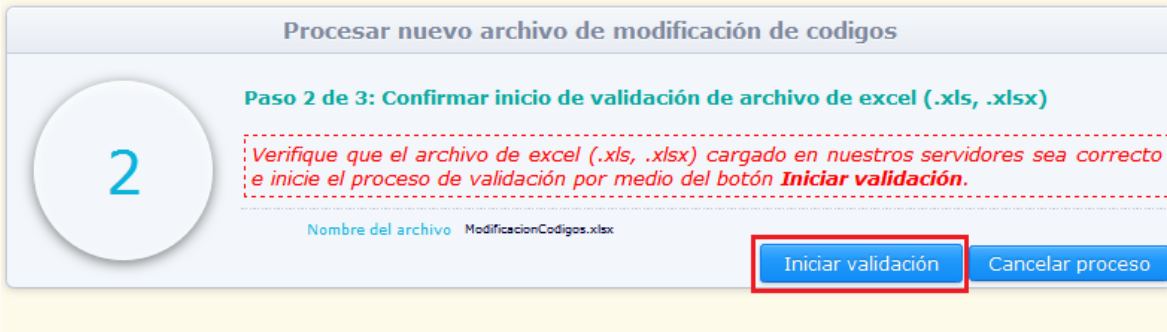 Procesar nuevo archivo de modificación de codigos
Paso 2 de 3: Confirmar inicio de validación de archivo de excel (.xls, .xlsx)
2
Verifique que el archivo de excel (.xls, .xlsx) cargado en nuestros servidores sea correcto
e inicie el proceso de validación por medio del botón Iniciar validación.
Nombre del archivo ModificacionCodigos.xlsx
Iniciar validación Cancelar proceso